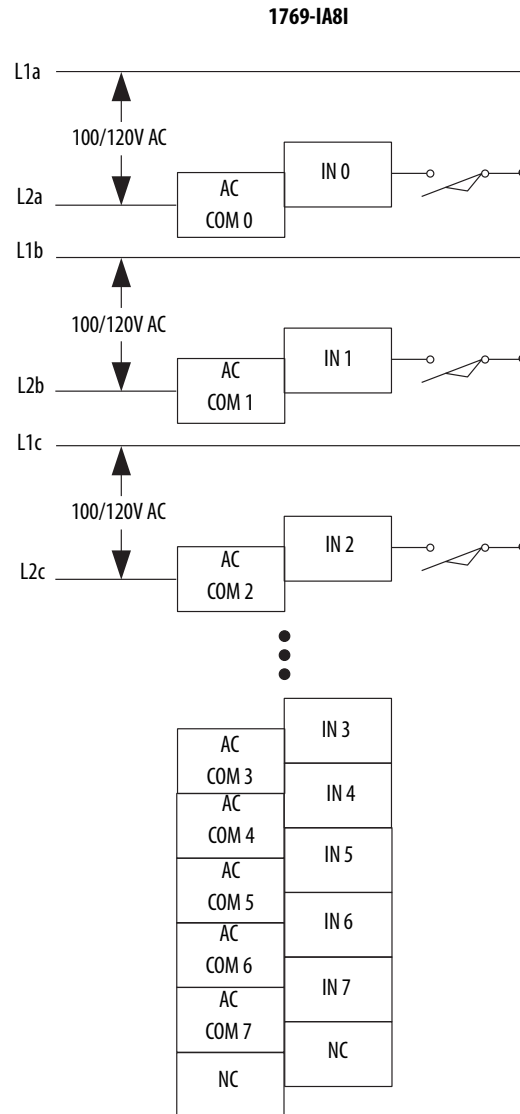 1769-IA8I
L1a
100/120V AC
IN 0
AC
COM 0
L2a
L1b
100/120V AC
IN 1
AC
COM 1
L2b
L1c
100/120V AC
IN 2
AC
COM 2
L2c
IN 3
AC
COM 3
IN 4
AC
COM 4
IN 5
AC
COM 5
IN 6
AC
COM 6
IN 7
AC
COM 7
NC
NC